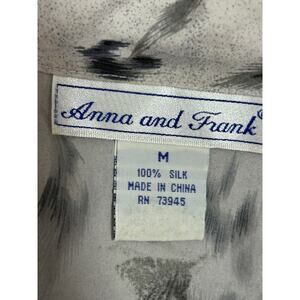 Anna and Frank®
M
100% SILK
MADE IN CHINA
RN 73945